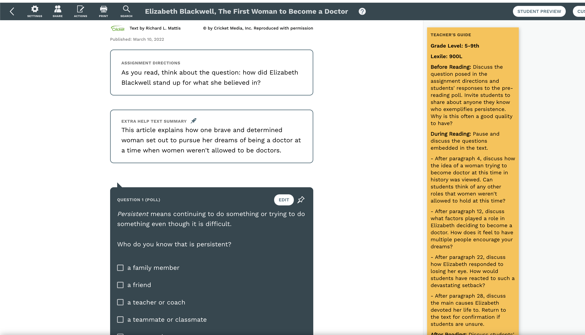 SETTINGS
SHARE
ACTIONS
PRINT
SEARCH
Elizabeth Blackwell, The First Woman to Become a Doctor
?
STUDENT PREVIEW
Text by Richard L. Mattis
© by Cricket Media, Inc. Reproduced with permission
Published: March 10, 2022
ASSIGNMENT DIRECTIONS
As you read, think about the question: how did Elizabeth
Blackwell stand up for what she believed in?
EXTRA HELP TEXT SUMMARY
This article explains how one brave and determined
woman set out to pursue her dreams of being a doctor at
a time when women weren't allowed to be doctors.
QUESTION 1 (POLL)
EDIT
Persistent means continuing to do something or trying to do
something even though it is difficult.
Who do you know that is persistent?
a family member
a friend
a teacher or coach
a teammate or classmate
TEACHER'S GUIDE
Grade Level: 5-9th
Lexile: 900L
Before Reading: Discuss the
question posed in the
assignment directions and
students' responses to the pre-
reading poll. Invite students to
share about anyone they know
who exemplifies persistence.
Why is this often a good quality
to have?
During Reading: Pause and
discuss the questions
embedded in the text.
- After paragraph 4, discuss how
the idea of a woman trying to
become doctor at this time in
history was viewed. Can
students think of any other
roles that women weren't
allowed to hold at this time?
- After paragraph 12, discuss
what factors played a role in
Elizabeth deciding to become a
doctor. How does it feel to have
multiple people encourage your
dreams?
- After paragraph 22, discuss
how Elizabeth responded to
losing her eye. How would
students have reacted to such a
devastating setback?
- After paragraph 28, discuss
the main causes Elizabeth
devoted her life to. Return to
the text for confirmation if
students are unsure.